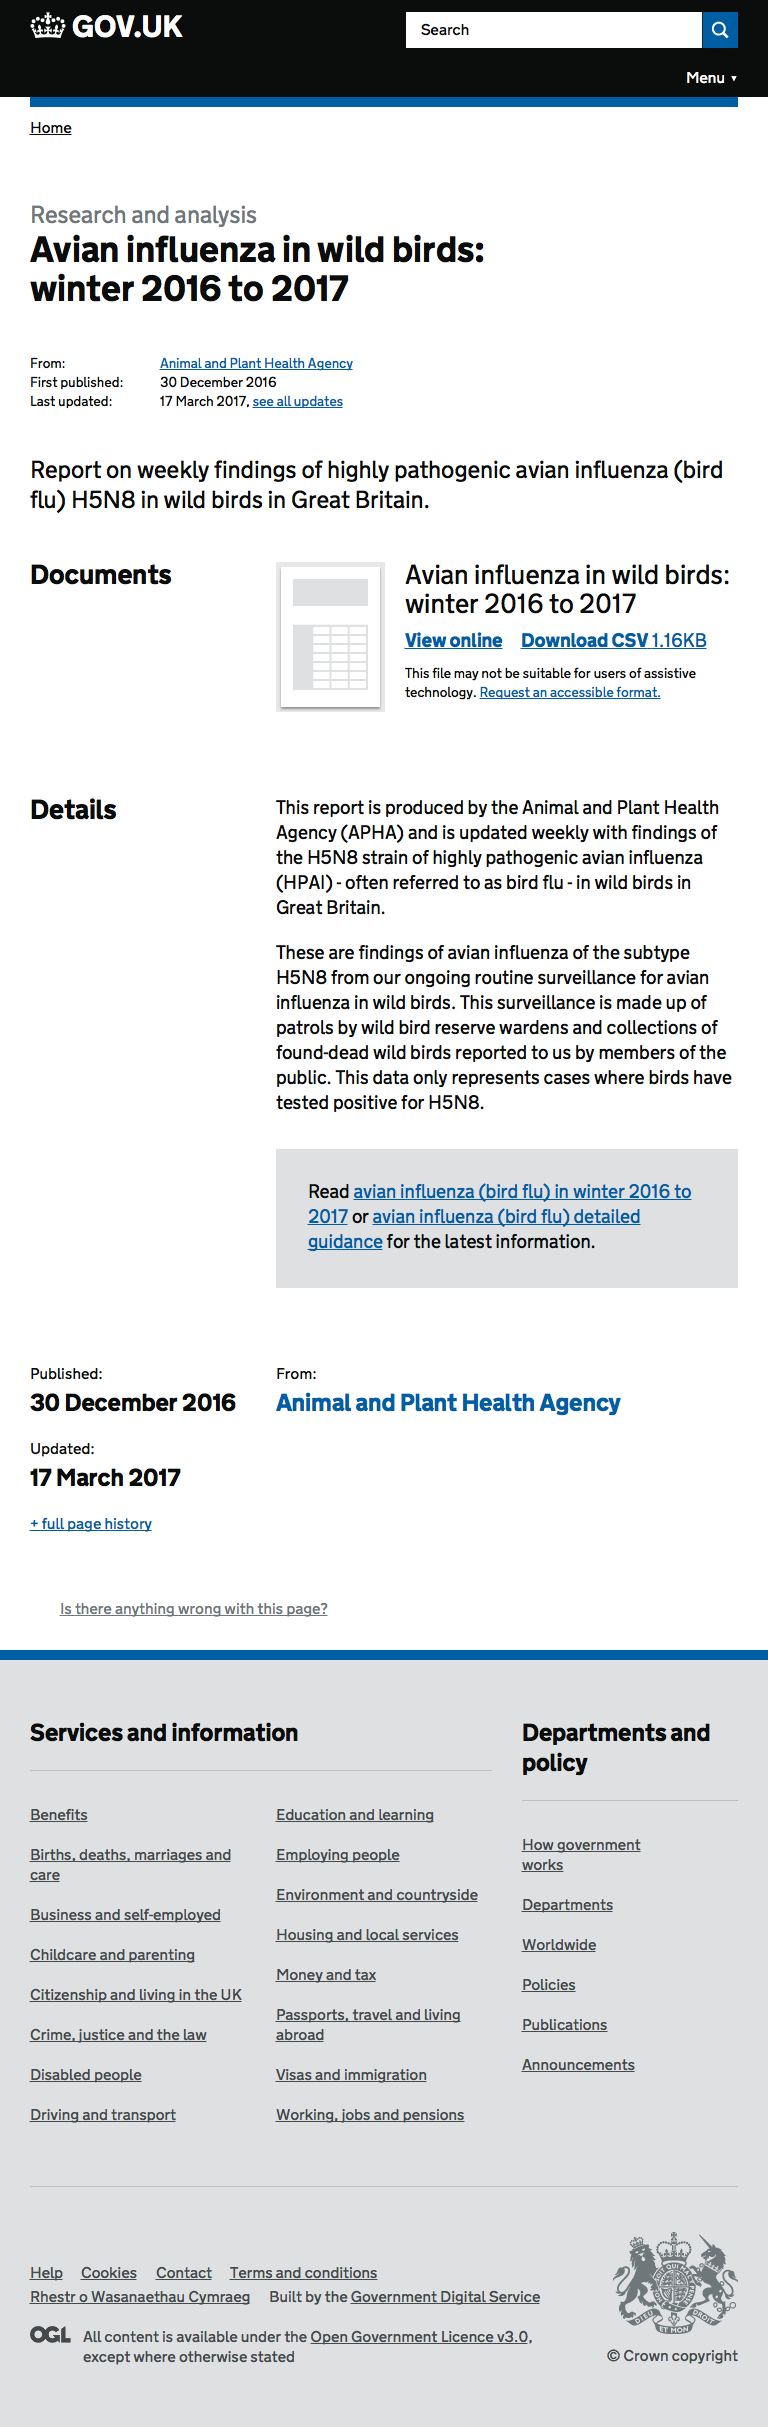 GOV.UK
Search
Menu ▼
Home
Research and analysis
Avian influenza in wild birds:
winter 2016 to 2017
From: Animal and Plant Health Agency
First published: 30 December 2016
Last updated: 17 March 2017, see all updates
Report on weekly findings of highly pathogenic avian influenza (bird
flu) H5N8 in wild birds in Great Britain.
Documents
Avian influenza in wild birds:
winter 2016 to 2017
View online Download CSV 1.16KB
This file may not be suitable for users of assistive
technology. Request an accessible format.
Details
This report is produced by the Animal and Plant Health
Agency (APHA) and is updated weekly with findings of
the H5N8 strain of highly pathogenic avian influenza
(HPAI) - often referred to as bird flu - in wild birds in
Great Britain.
These are findings of avian influenza of the subtype
H5N8 from our ongoing routine surveillance for avian
influenza in wild birds. This surveillance is made up of
patrols by wild bird reserve wardens and collections of
found-dead wild birds reported to us by members of the
public. This data only represents cases where birds have
tested positive for H5N8.
Read avian influenza (bird flu) in winter 2016 to
2017 or avian influenza (bird flu) detailed
guidance for the latest information.
Published:
30 December 2016
Updated:
17 March 2017
+ full page history
From:
Animal and Plant Health Agency
Is there anything wrong with this page?
Services and information
Benefits
Births, deaths, marriages and
care
Business and self-employed
Childcare and parenting
Citizenship and living in the UK
Crime, justice and the law
Disabled people
Driving and transport
Education and learning
Employing people
Environment and countryside
Housing and local services
Money and tax
Passports, travel and living
abroad
Visas and immigration
Working, jobs and pensions
Departments and
policy
How government
works
Departments
Worldwide
Policies
Publications
Announcements
Help Cookies Contact Terms and conditions
Rhestr o Wasanaethau Cymraeg Built by the Government Digital Service
OGL
All content is available under the Open Government Licence v3.0,
except where otherwise stated
DIEU ET MON DROIT
© Crown copyright